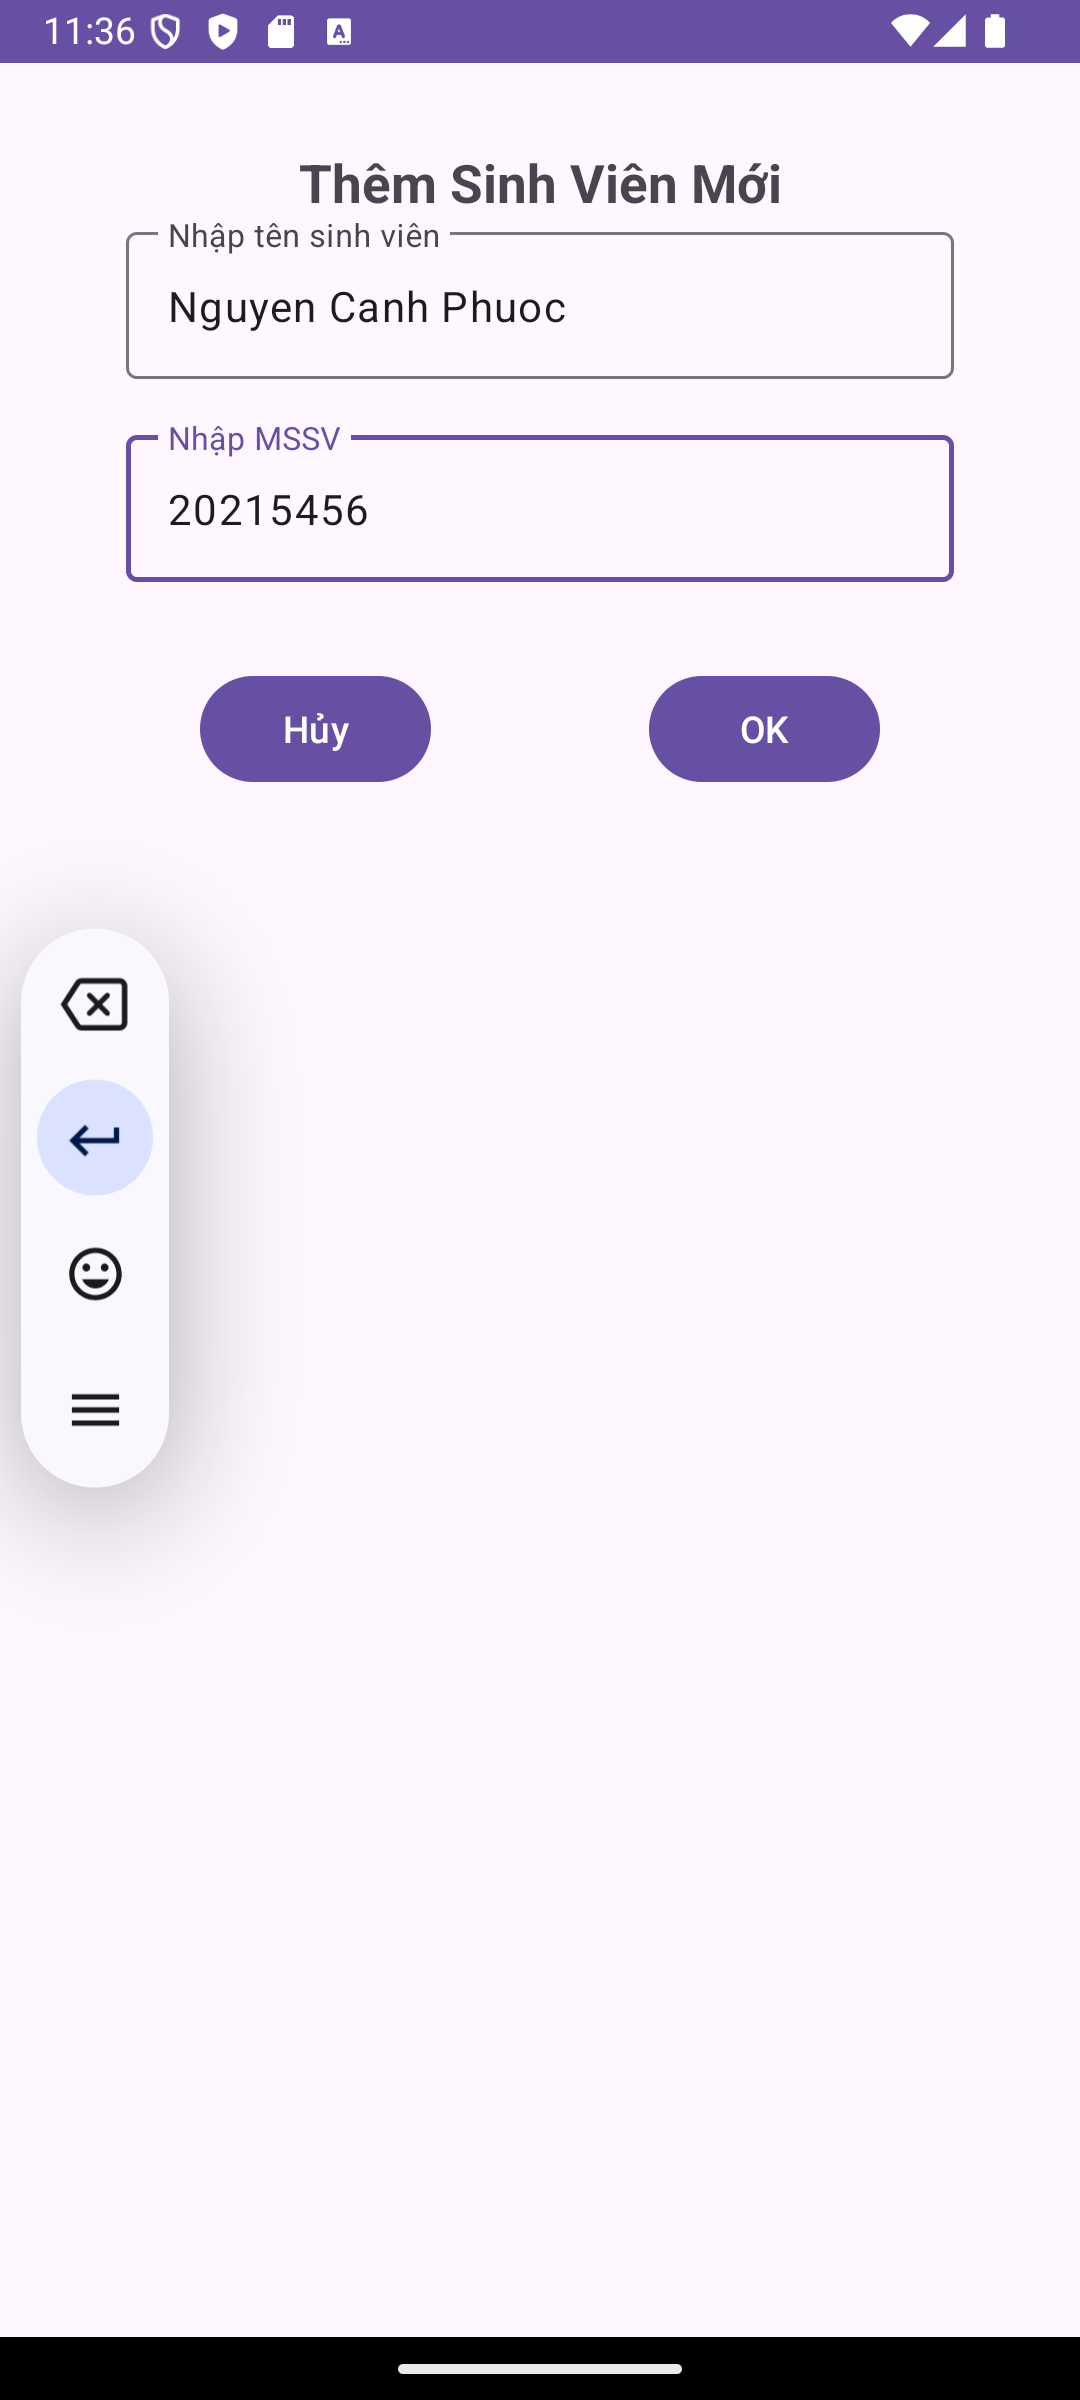 11:36
Thêm Sinh Viên Mới
Nhập tên sinh viên
Nguyen Canh Phuoc
Nhập MSSV
20215456
Hủy
OK